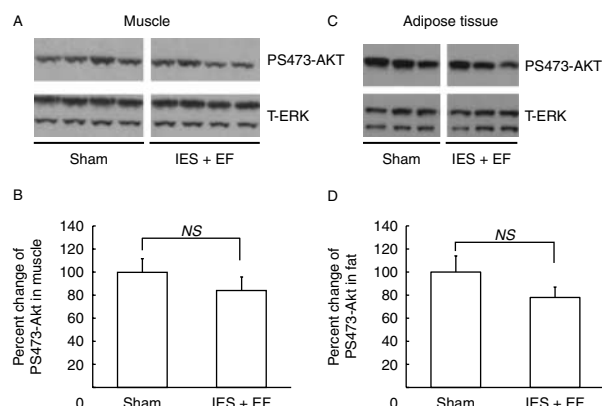 A
Muscle
PS473-AKT
T-ERK
Sham
IES + EF
B
Percent change of
PS473-Akt in muscle
140
120
100
80
60
40
20
0
NS
Sham
IES + EF
C
Adipose tissue
PS473-AKT
T-ERK
Sham
IES + EF
D
Percent change of
PS473-Akt in fat
140
120
100
80
60
40
20
0
NS
Sham
IES + EF